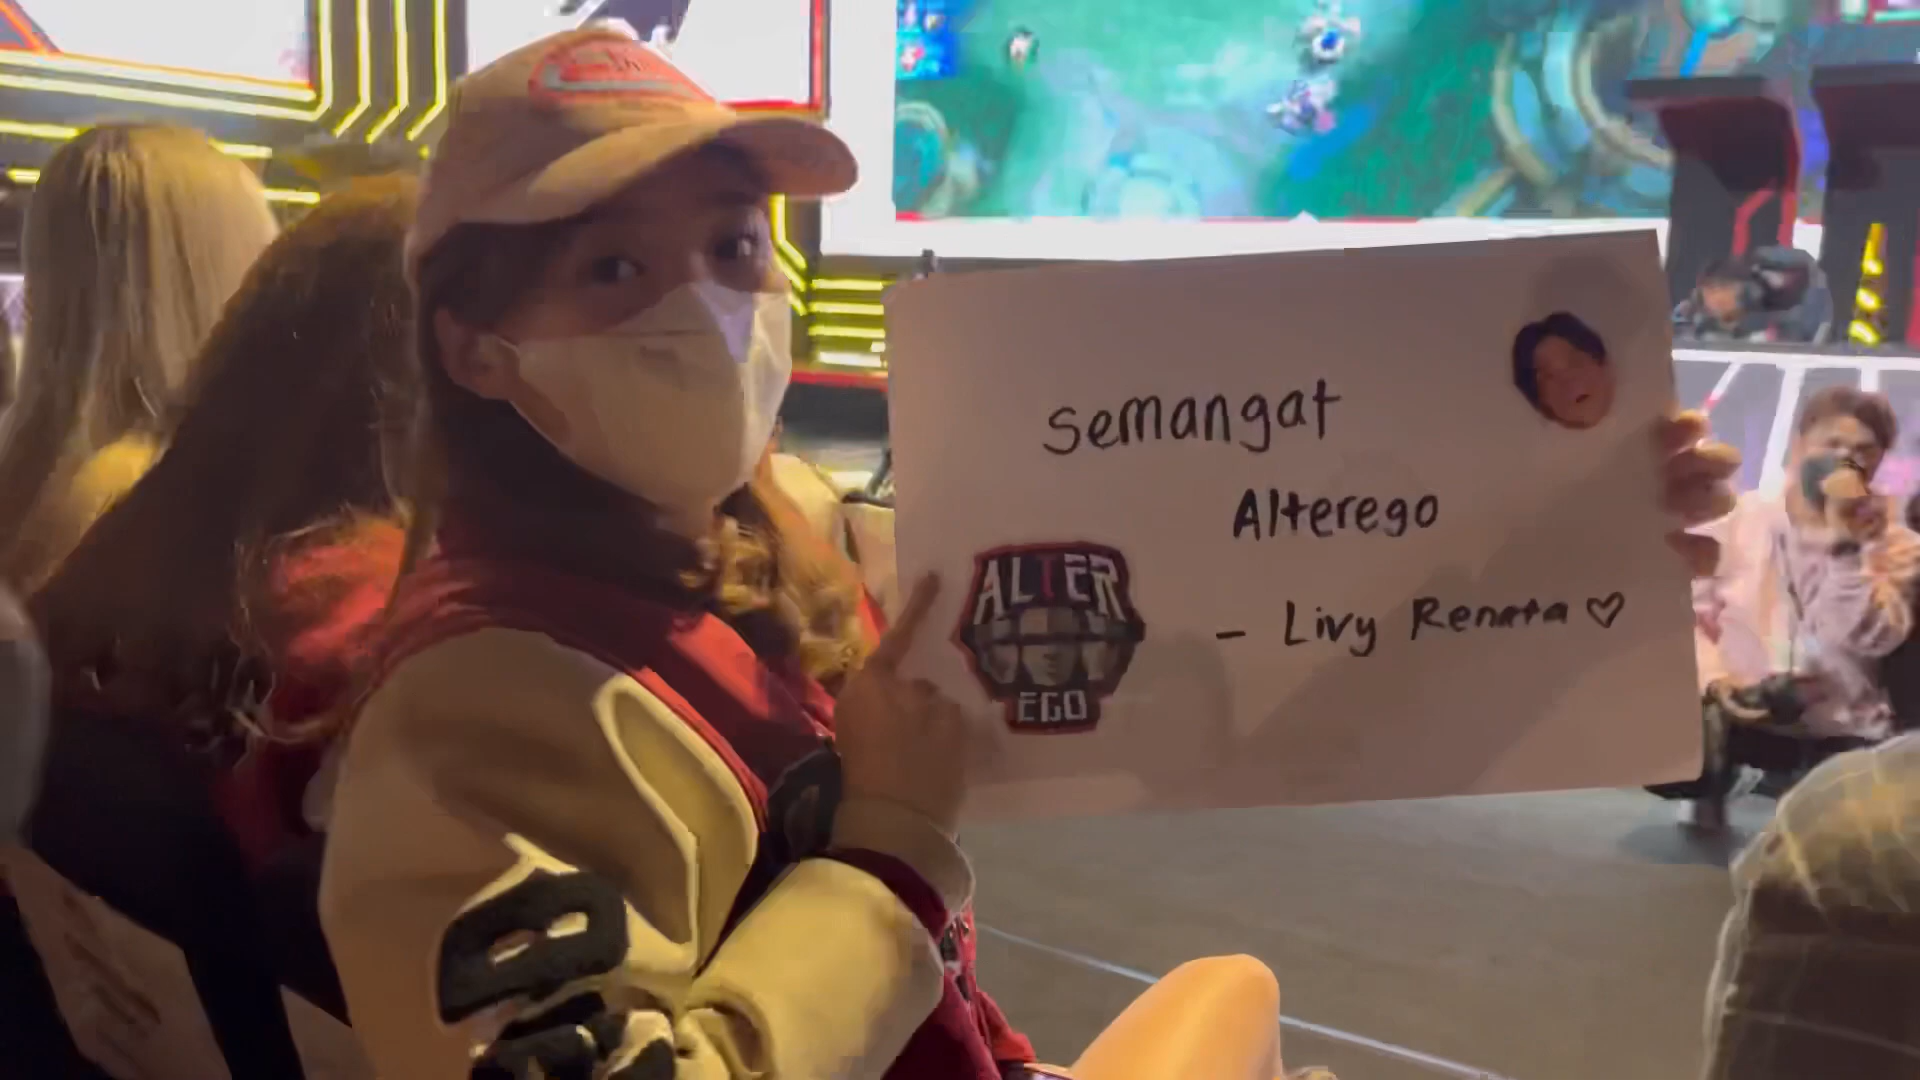 Semangat
Alterego
- Livy Renata ♡
ALTER
EGO